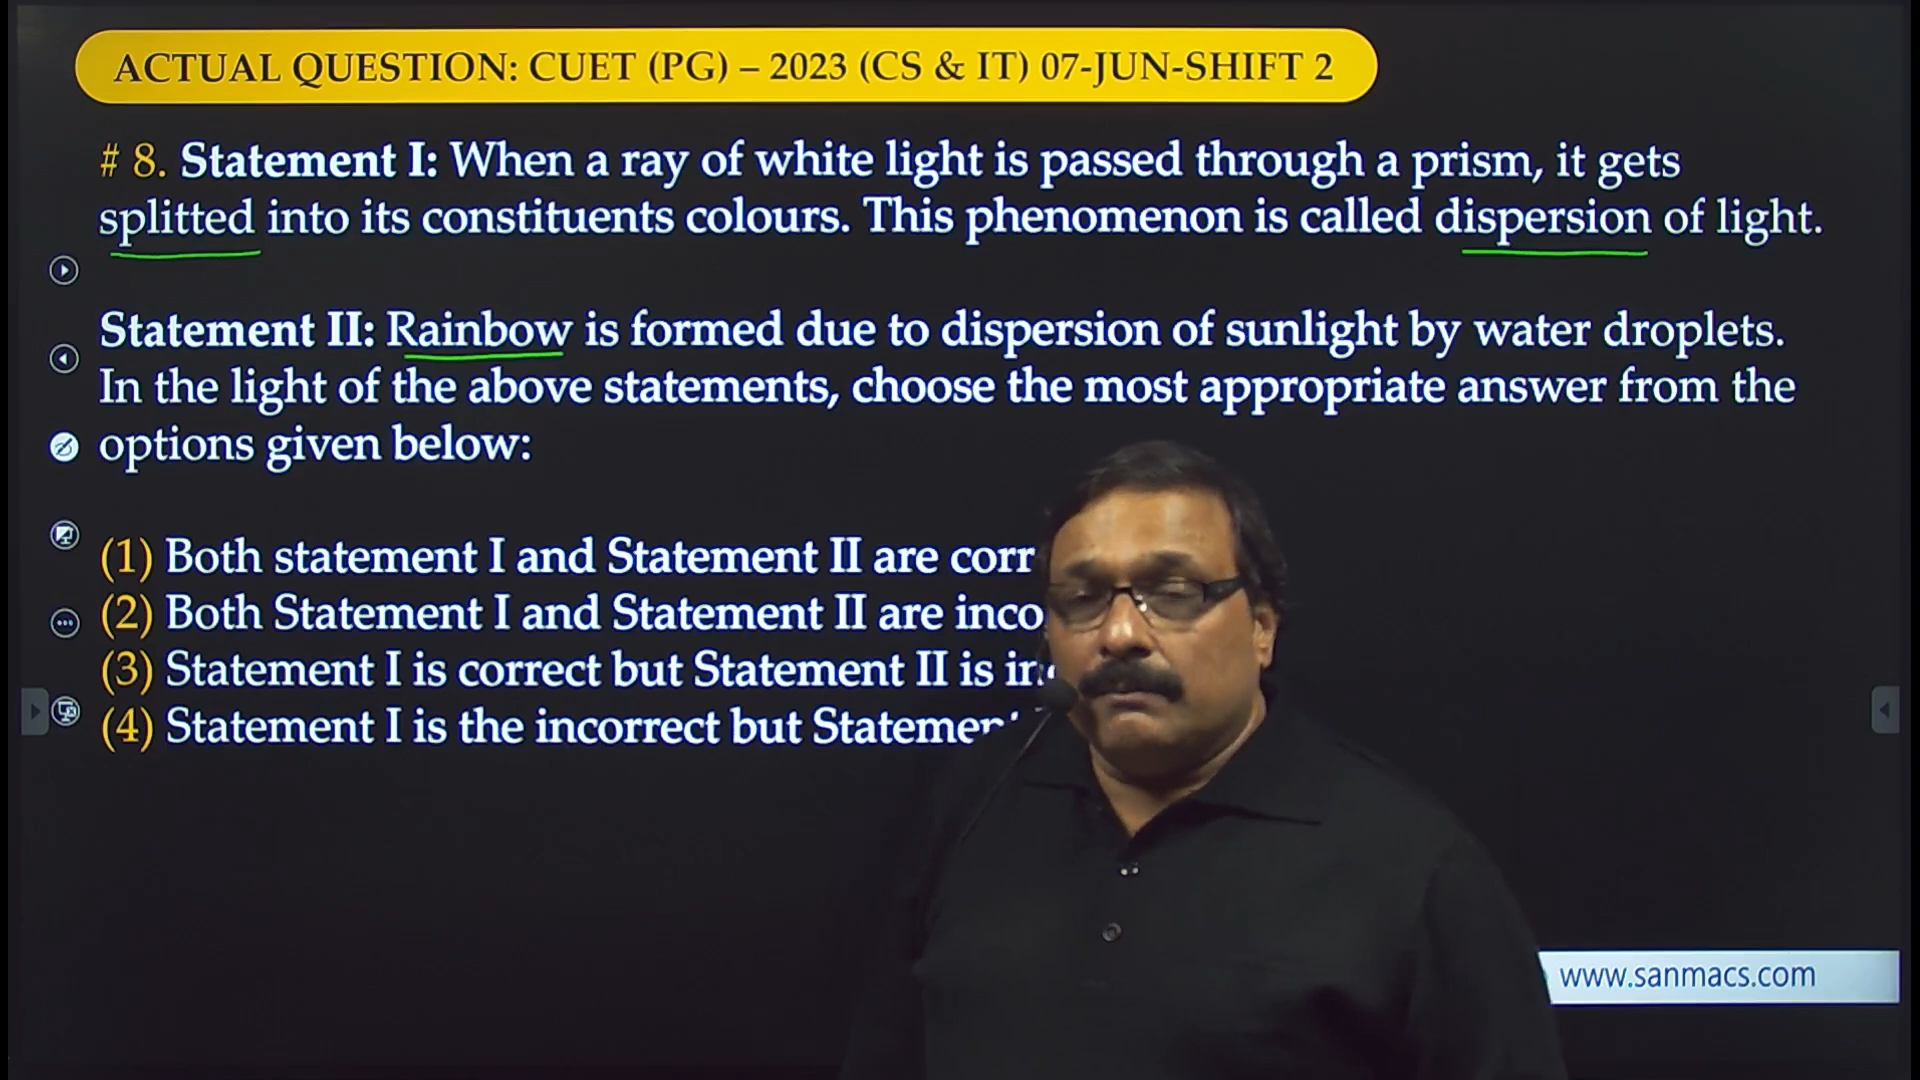 ACTUAL QUESTION: CUET (PG) – 2023 (CS & IT) 07-JUN-SHIFT 2
# 8. Statement I: When a ray of white light is passed through a prism, it gets
splitted into its constituents colours. This phenomenon is called dispersion of light.
Statement II: Rainbow is formed due to dispersion of sunlight by water droplets.
In the light of the above statements, choose the most appropriate answer from the
options given below:
(1) Both statement I and Statement II are corr
(2) Both Statement I and Statement II are inco
(3) Statement I is correct but Statement II is
(4) Statement I is the incorrect but
www.sanmacs.com